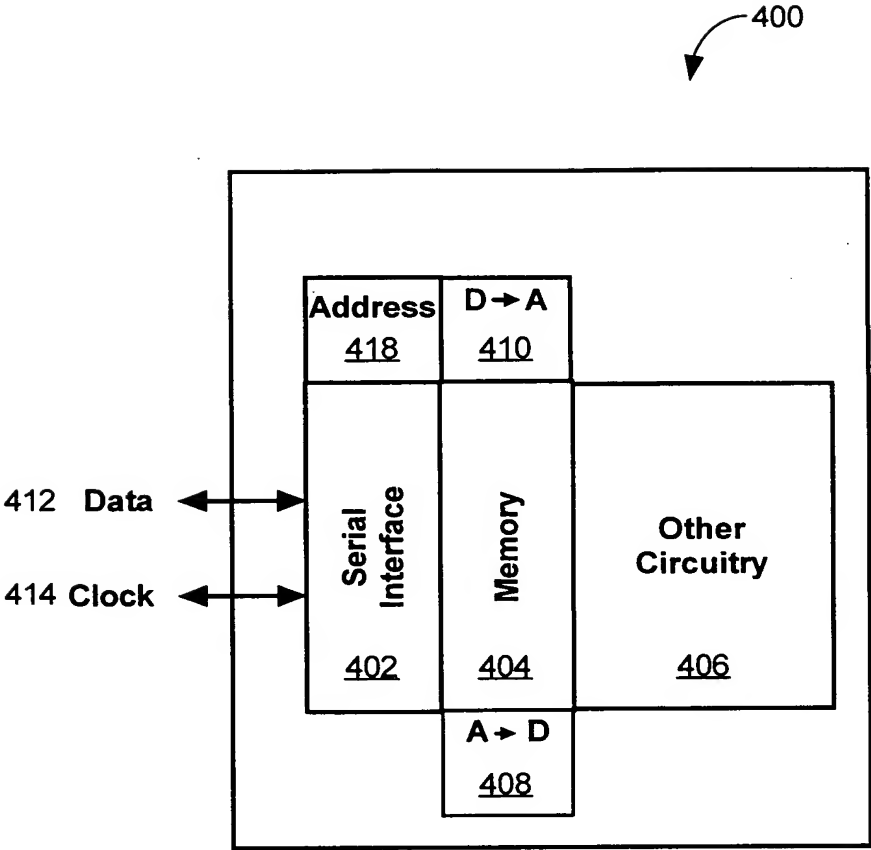 400
Address
418
D→A
410
412 Data
414 Clock
Serial
Interface
402
Memory
404
Other
Circuitry
406
A→D
408